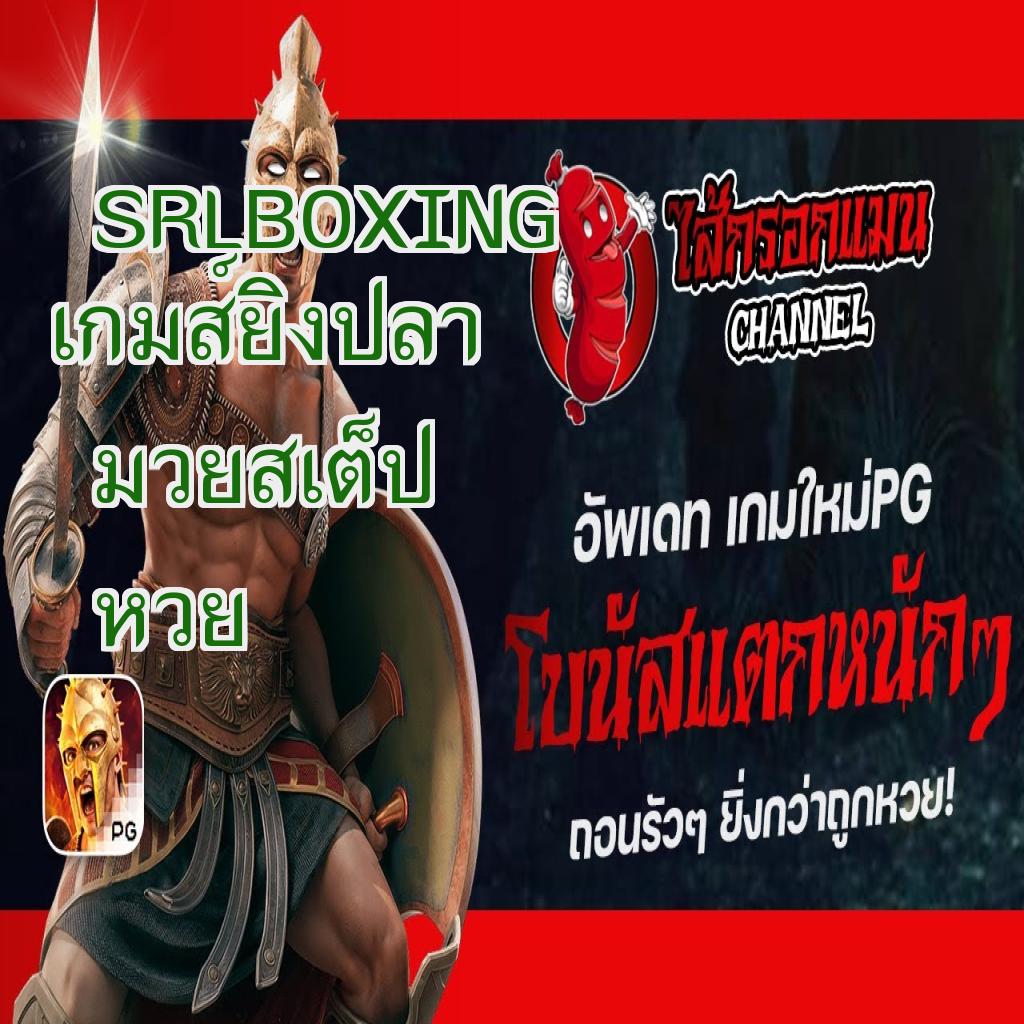 SRLBOXING
เกมส์ยิงปลา
มวยสเต็ป
หวย
PG
ไส้กรอกแมน
CHANNEL
อัพเดท เกมใหม่PG
โบนัสแตกหนักๆ
ถอนรัวๆ ยิ่งกว่าถูกหวย!